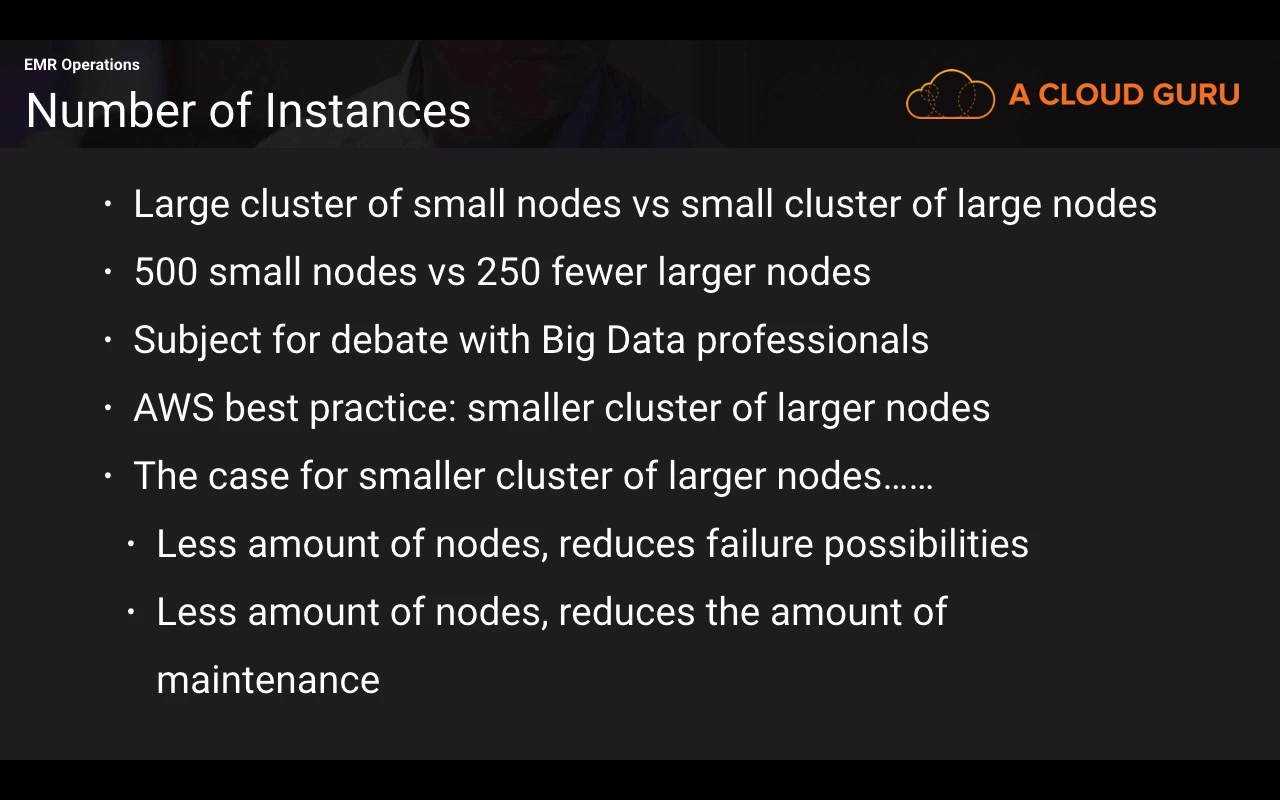 EMR Operations
Number of Instances
A CLOUD GURU
• Large cluster of small nodes vs small cluster of large nodes
• 500 small nodes vs 250 fewer larger nodes
• Subject for debate with Big Data professionals
• AWS best practice: smaller cluster of larger nodes
• The case for smaller cluster of larger nodes……
• Less amount of nodes, reduces failure possibilities
• Less amount of nodes, reduces the amount of
maintenance